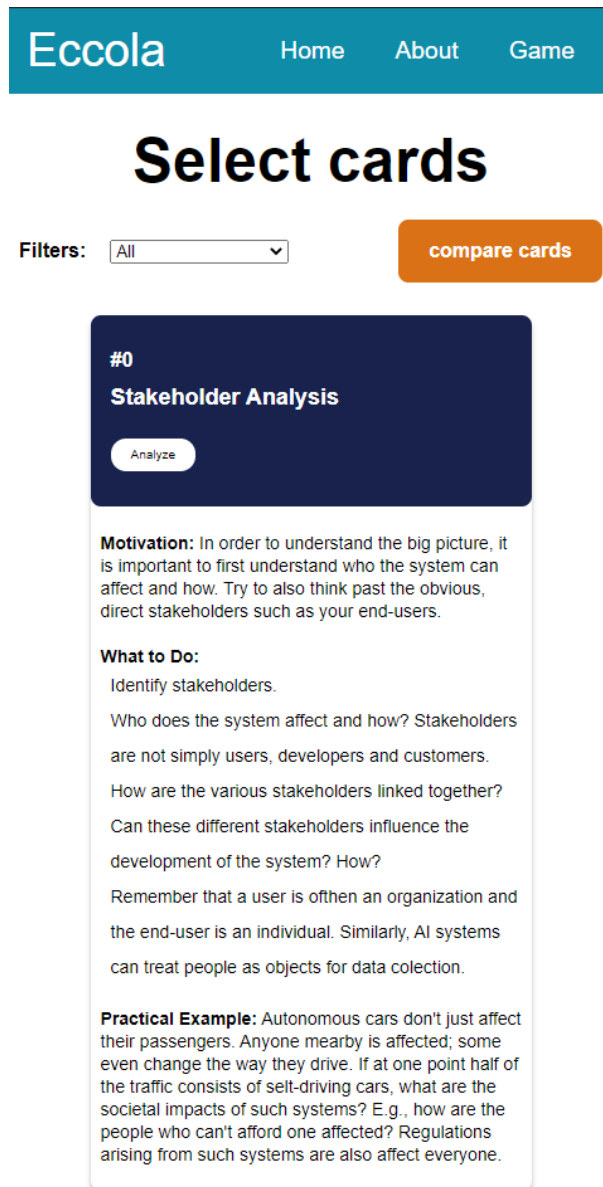 Eccola Home About Game
Select cards
Filters: All compare cards
#0
Stakeholder Analysis
Analyze
Motivation: In order to understand the big picture, it
is important to first understand who the system can
affect and how. Try to also think past the obvious,
direct stakeholders such as your end-users.
What to Do:
Identify stakeholders.
Who does the system affect and how? Stakeholders
are not simply users, developers and customers.
How are the various stakeholders linked together?
Can these different stakeholders influence the
development of the system? How?
Remember that a user is ofthen an organization and
the end-user is an individual. Similarly, AI systems
can treat people as objects for data colection.
Practical Example: Autonomous cars don't just affect
their passengers. Anyone mearby is affected; some
even change the way they drive. If at one point half of
the traffic consists of selt-driving cars, what are the
societal impacts of such systems? E.g., how are the
people who can't afford one affected? Regulations
arising from such systems are also affect everyone.